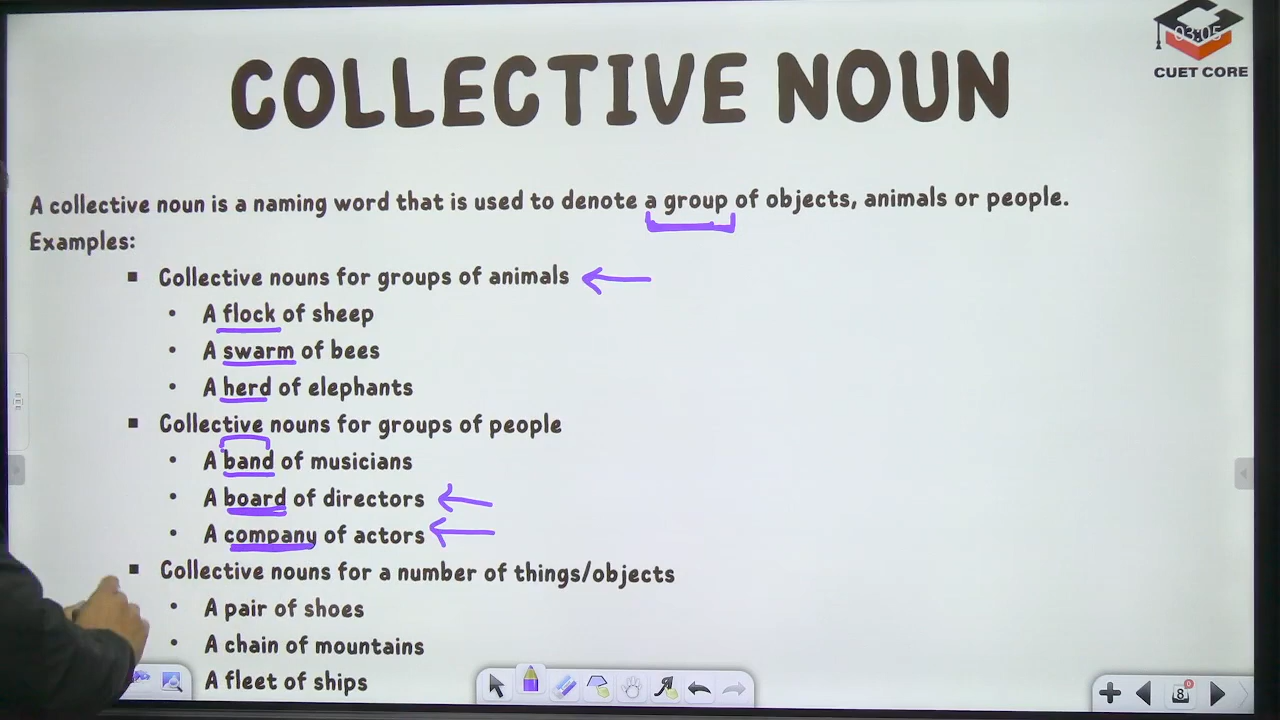 03:05
CUET CORE
COLLECTIVE NOUN
A collective noun is a naming word that is used to denote a group of objects, animals or people.
Examples:
Collective nouns for groups of animals
A flock of sheep
A swarm of bees
A herd of elephants
Collective nouns for groups of people
A band of musicians
A board of directors
A company of actors
Collective nouns for a number of things/objects
A pair of shoes
A chain of mountains
A fleet of ships
8